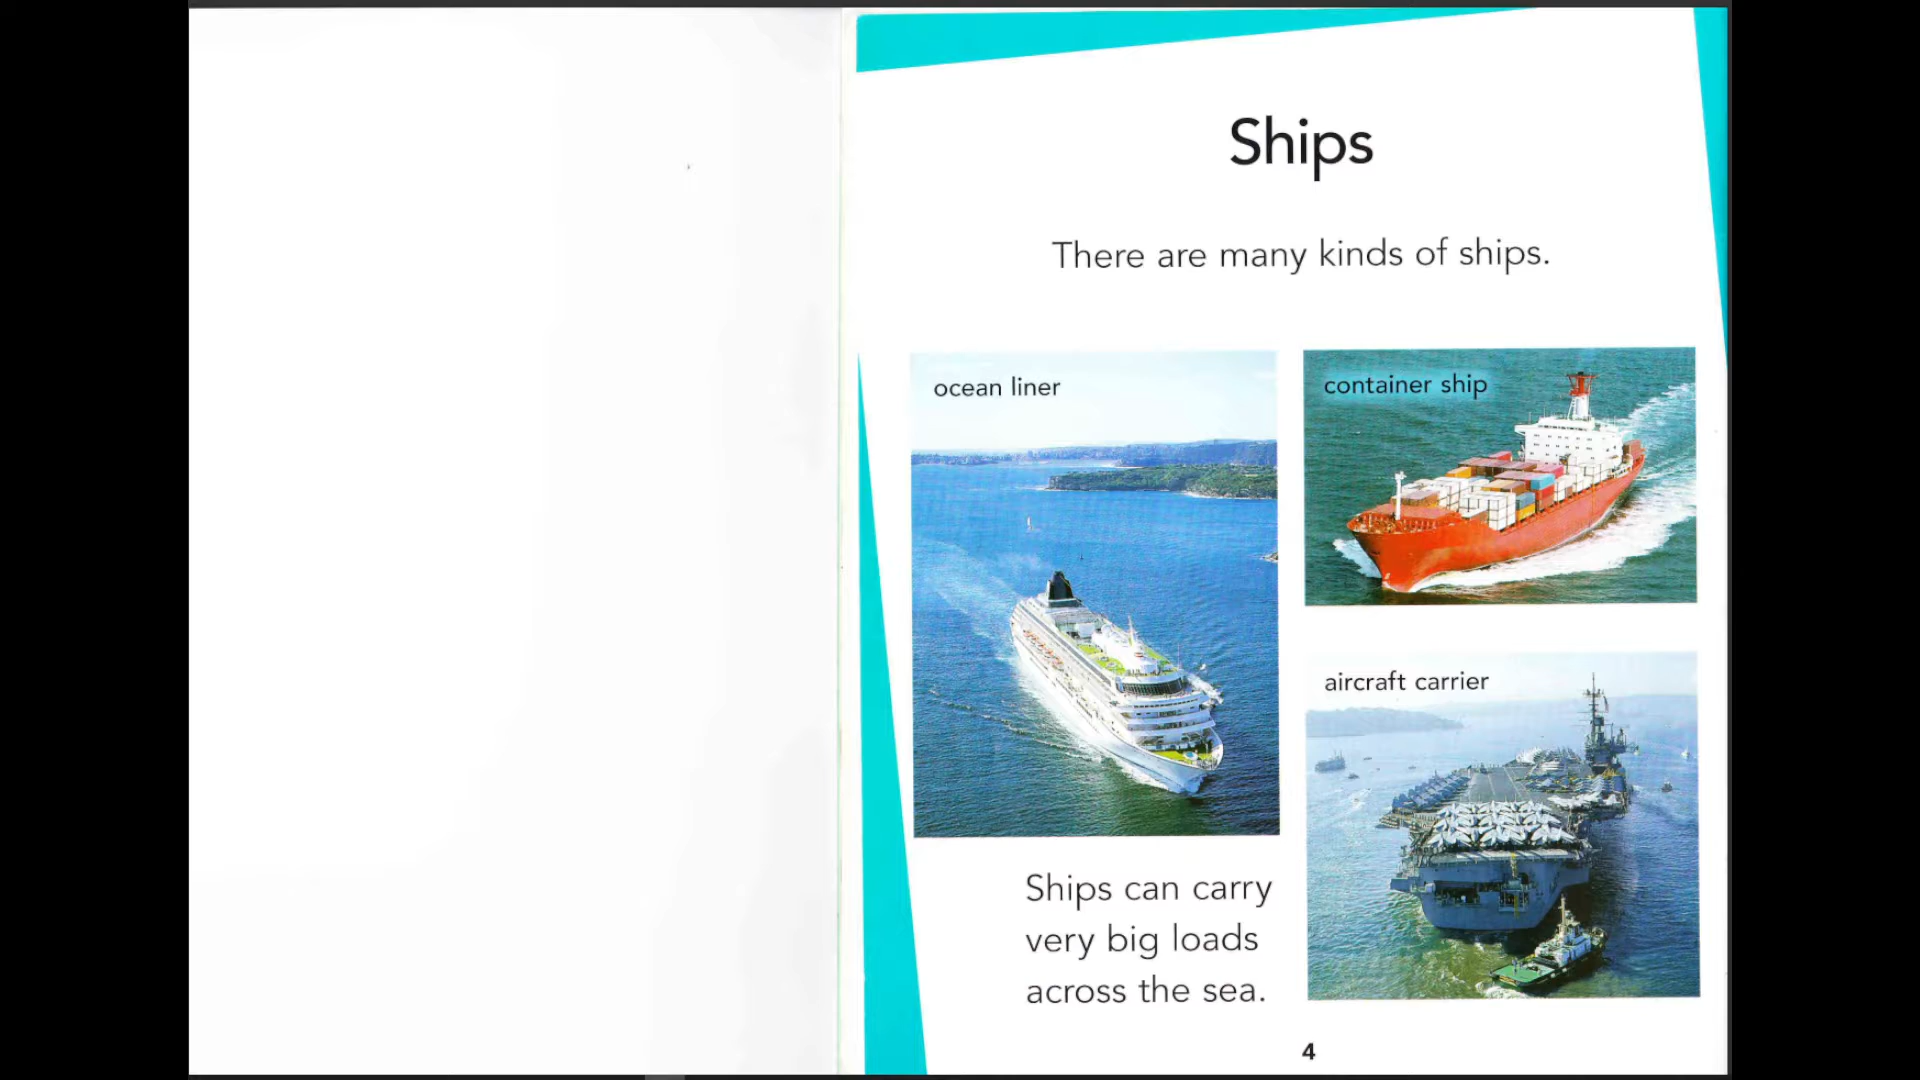 Ships
There are many kinds of ships.
ocean liner
container ship
aircraft carrier
Ships can carry
very big loads
across the sea.
4